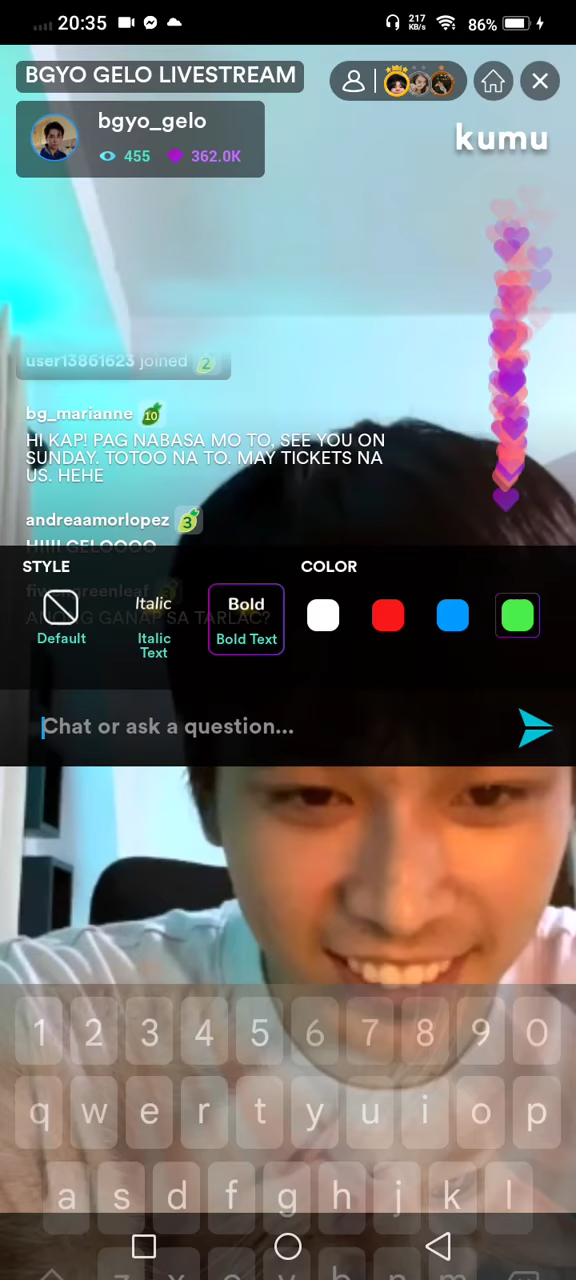 20:35
217
KB/s
86%
BGYO GELO LIVESTREAM
bgyo_gelo
455
362.0K
kumu
user13861623 joined 2
bg_marianne 10
HI KAP! PAG NABASA MO TO, SEE YOU ON
SUNDAY. TOTOO NA TO. MAY TICKETS NA
US. HEHE
andreaamorlopez 3
HIIII GELOOOO
STYLE
COLOR
Italic
Bold
Default
Italic
Text
Bold Text
Chat or ask a question...
1 2 3 4 5 6 7 8 9 0
q w e r t y u i o p
a s d f g h j k l
z x c v b n m